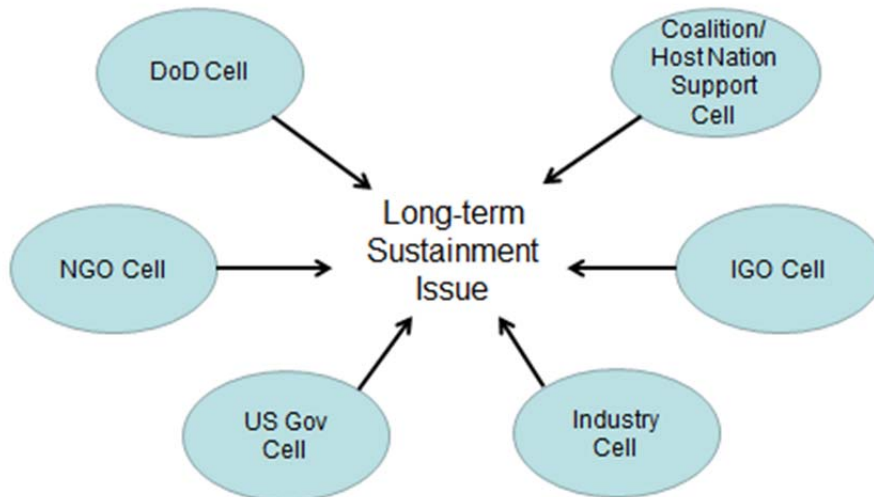 DoD Cell
Coalition/
Host Nation
Support
Cell
Long-term
Sustainment
Issue
NGO Cell
IGO Cell
US Gov
Cell
Industry
Cell